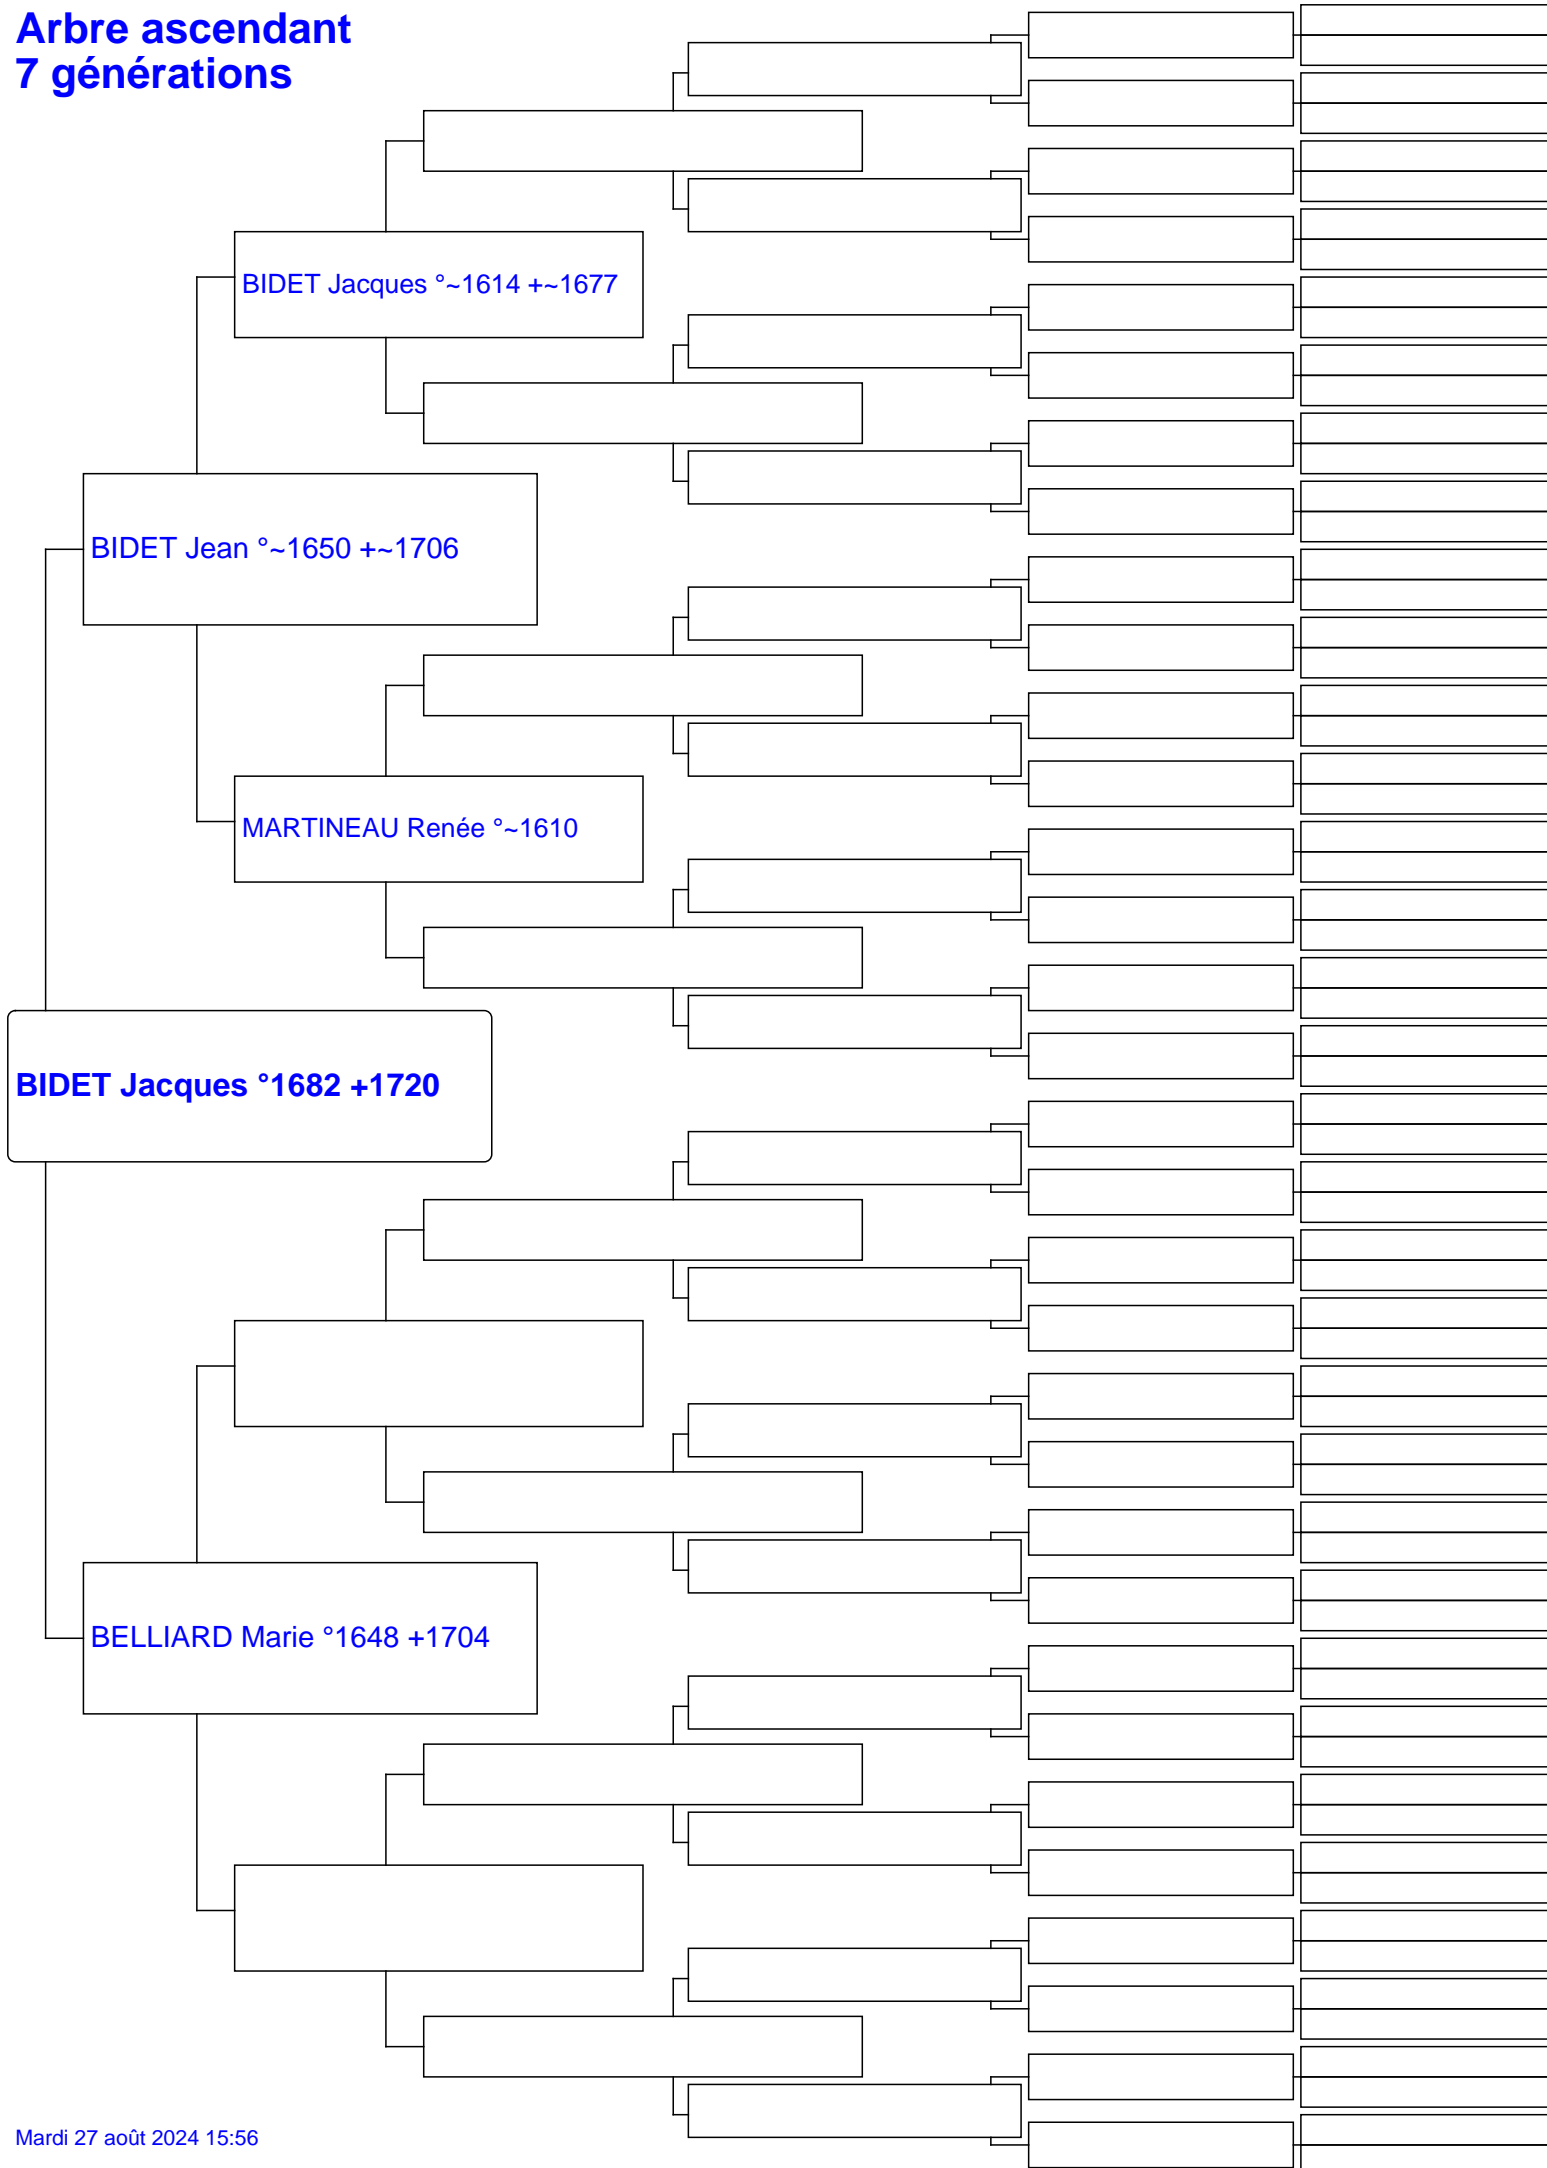 Arbre ascendant
7 générations
BIDET Jacques °~1614 +~1677
BIDET Jean °~1650 +~1706
MARTINEAU Renée °~1610
BIDET Jacques °1682 +1720
BELLIARD Marie °1648 +1704
Mardi 27 août 2024 15:56